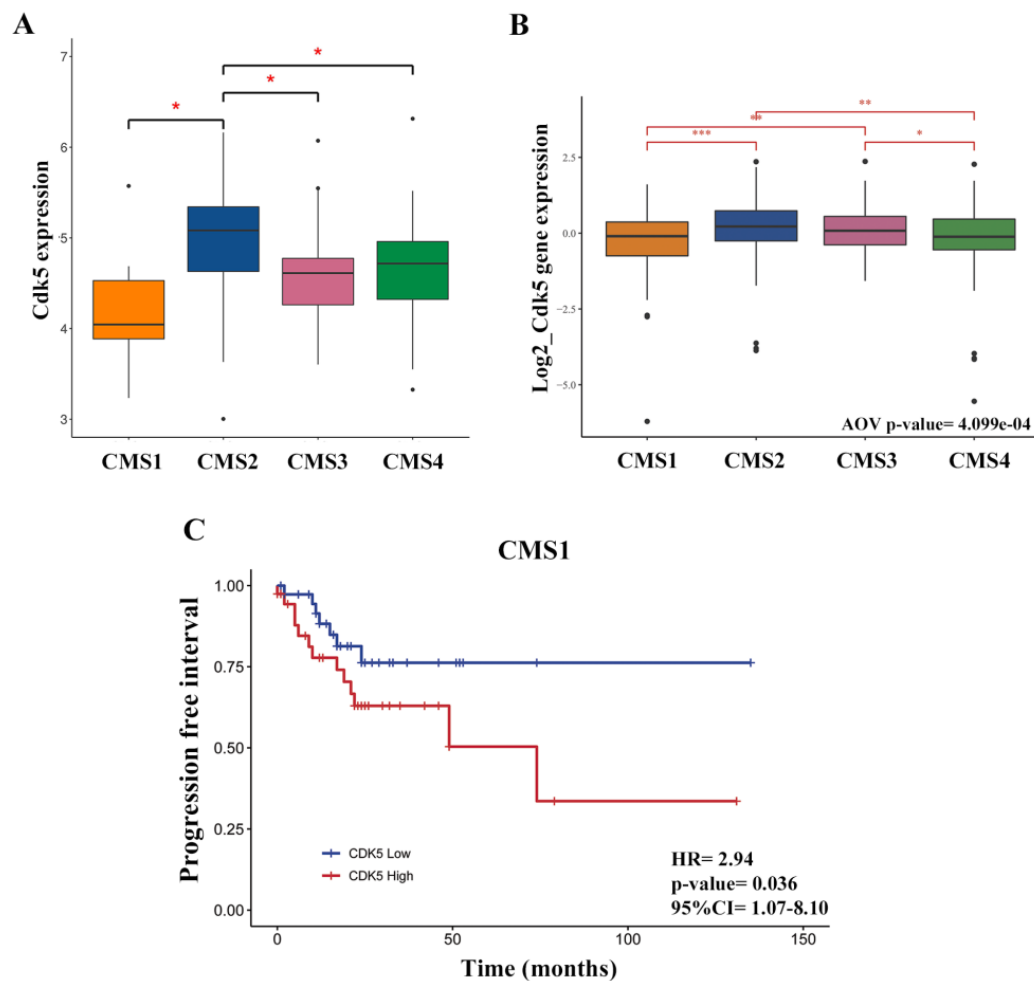 A
Cdk5 expression
7
6
5
4
3
*
*
*
CMS1 CMS2 CMS3 CMS4
B
Log2_Cdk5 gene expression
2.5
0.0
−2.5
−5.0
**
**
***
*
AOV p-value= 4.099e-04
CMS1 CMS2 CMS3 CMS4
C
CMS1
Progression free interval
1.00
0.75
0.50
0.25
0.00
CDK5 Low
CDK5 High
HR= 2.94
p-value= 0.036
95%CI= 1.07-8.10
0 50 100 150
Time (months)